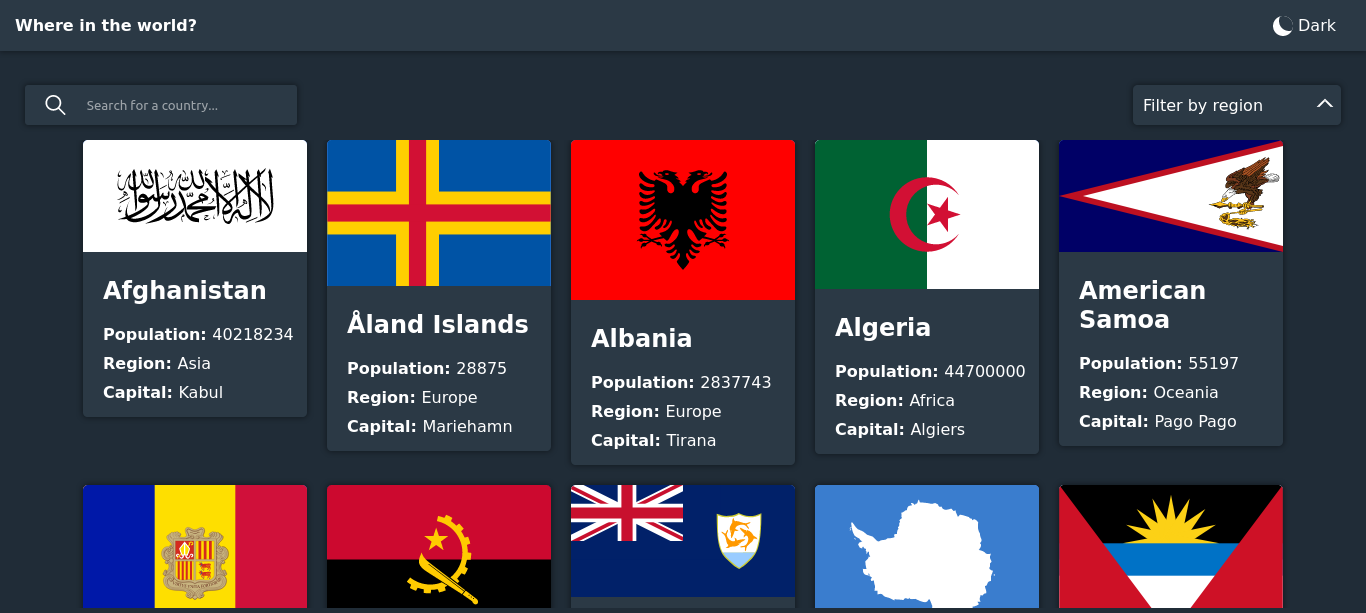 Where in the world?
Dark
Search for a country...
Filter by region
لا إله إلا الله محمد رسول الله
Afghanistan
Population: 40218234
Region: Asia
Capital: Kabul
Åland Islands
Population: 28875
Region: Europe
Capital: Mariehamn
Albania
Population: 2837743
Region: Europe
Capital: Tirana
Algeria
Population: 44700000
Region: Africa
Capital: Algiers
American
Samoa
Population: 55197
Region: Oceania
Capital: Pago Pago